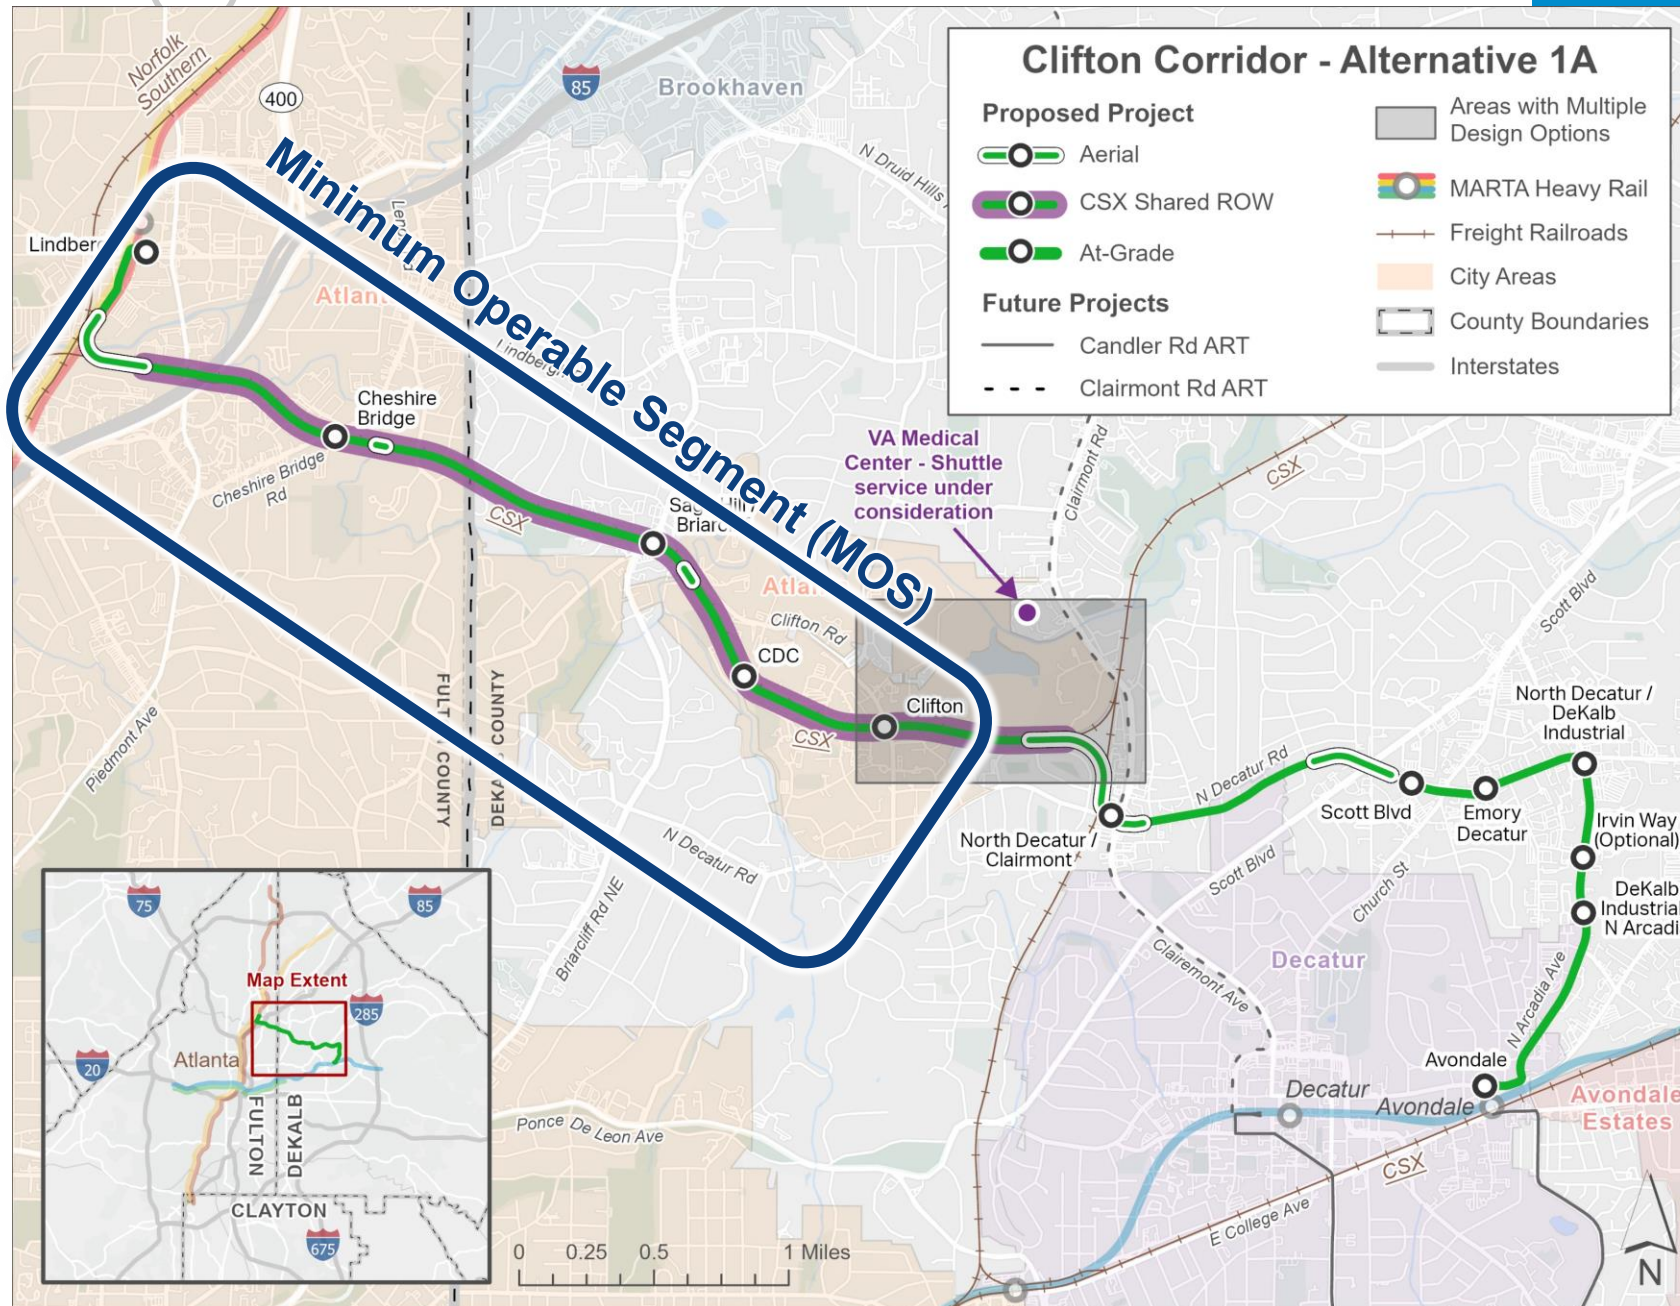 Clifton Corridor - Alternative 1A
Proposed Project
Aerial
CSX Shared ROW
At-Grade
Future Projects
Candler Rd ART
Clairmont Rd ART
Areas with Multiple
Design Options
MARTA Heavy Rail
Freight Railroads
City Areas
County Boundaries
Interstates
Norfolk
Southern
400
85
Brookhaven
N Druid Hills
Minimum Operable Segment (MOS)
Cheshire
Bridge
Cheshire Bridge
Rd
CSX
VA Medical
Center - Shuttle
service under
consideration
Clairmont Rd
CSX
Scott Blvd
Clifton Rd
CDC
Clifton
CSX
COUNTY
COUNTY
Piedmont Ave
N Decatur Rd
Briarcliff Rd NE
North Decatur /
Clairmont
N Decatur Rd
Scott Blvd
Emory
Decatur
North Decatur /
DeKalb
Industrial
Irvin Way
(Optional)
DeKalb
N Arcadia Ave
Scott Blvd
Church St
Decatur
Clairemont Ave
Avondale
Decatur
Avondale
Avondale
Estates
CSX
E College Ave
Ponce De Leon Ave
75
85
Map Extent
285
Atlanta
20
FULTON
DEKALB
CLAYTON
675
0 0.25 0.5 1 Miles
N